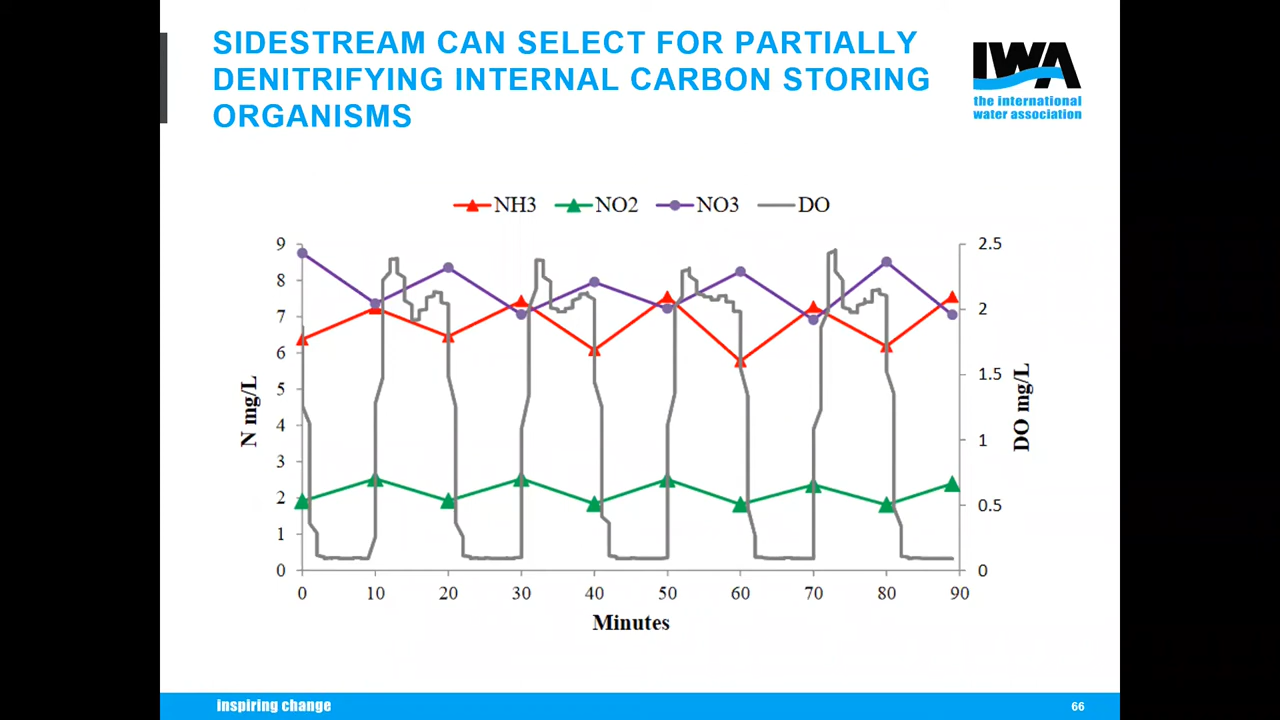 SIDESTREAM CAN SELECT FOR PARTIALLY
DENITRIFYING INTERNAL CARBON STORING
ORGANISMS
IWA
the international
water association
NH3 NO2 NO3 DO
9
8
7
6
5
4
3
2
1
0
N mg/L
2.5
2
1.5
1
0.5
0
DO mg/L
0 10 20 30 40 50 60 70 80 90
Minutes
inspiring change
66